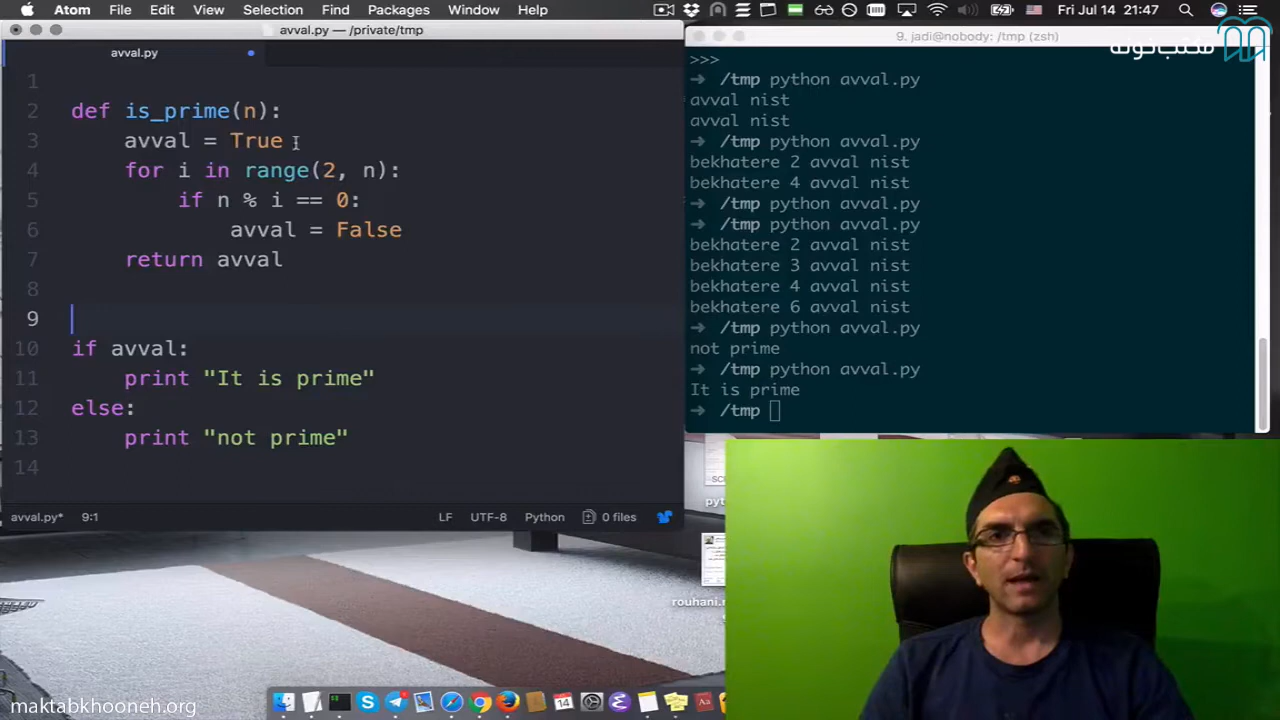 Atom File Edit View Selection Find Packages Window Help
Fri Jul 14 21:47
avval.py — /private/tmp
avval.py
1
2 def is_prime(n):
3 avval = True
4 for i in range(2, n):
5 if n % i == 0:
6 avval = False
7 return avval
8
9
10 if avval:
11 print "It is prime"
12 else:
13 print "not prime"
14
avval.py* 9:1 LF UTF-8 Python 0 files
9. jadi@nobody: /tmp (zsh)
مکتب‌خونه
>>>
➜ /tmp python avval.py
avval nist
avval nist
➜ /tmp python avval.py
bekhatere 2 avval nist
bekhatere 4 avval nist
➜ /tmp python avval.py
➜ /tmp python avval.py
bekhatere 2 avval nist
bekhatere 3 avval nist
bekhatere 4 avval nist
bekhatere 6 avval nist
➜ /tmp python avval.py
not prime
➜ /tmp python avval.py
It is prime
➜ /tmp
pyt
rouhani.r
14
maktabkhooneh.org